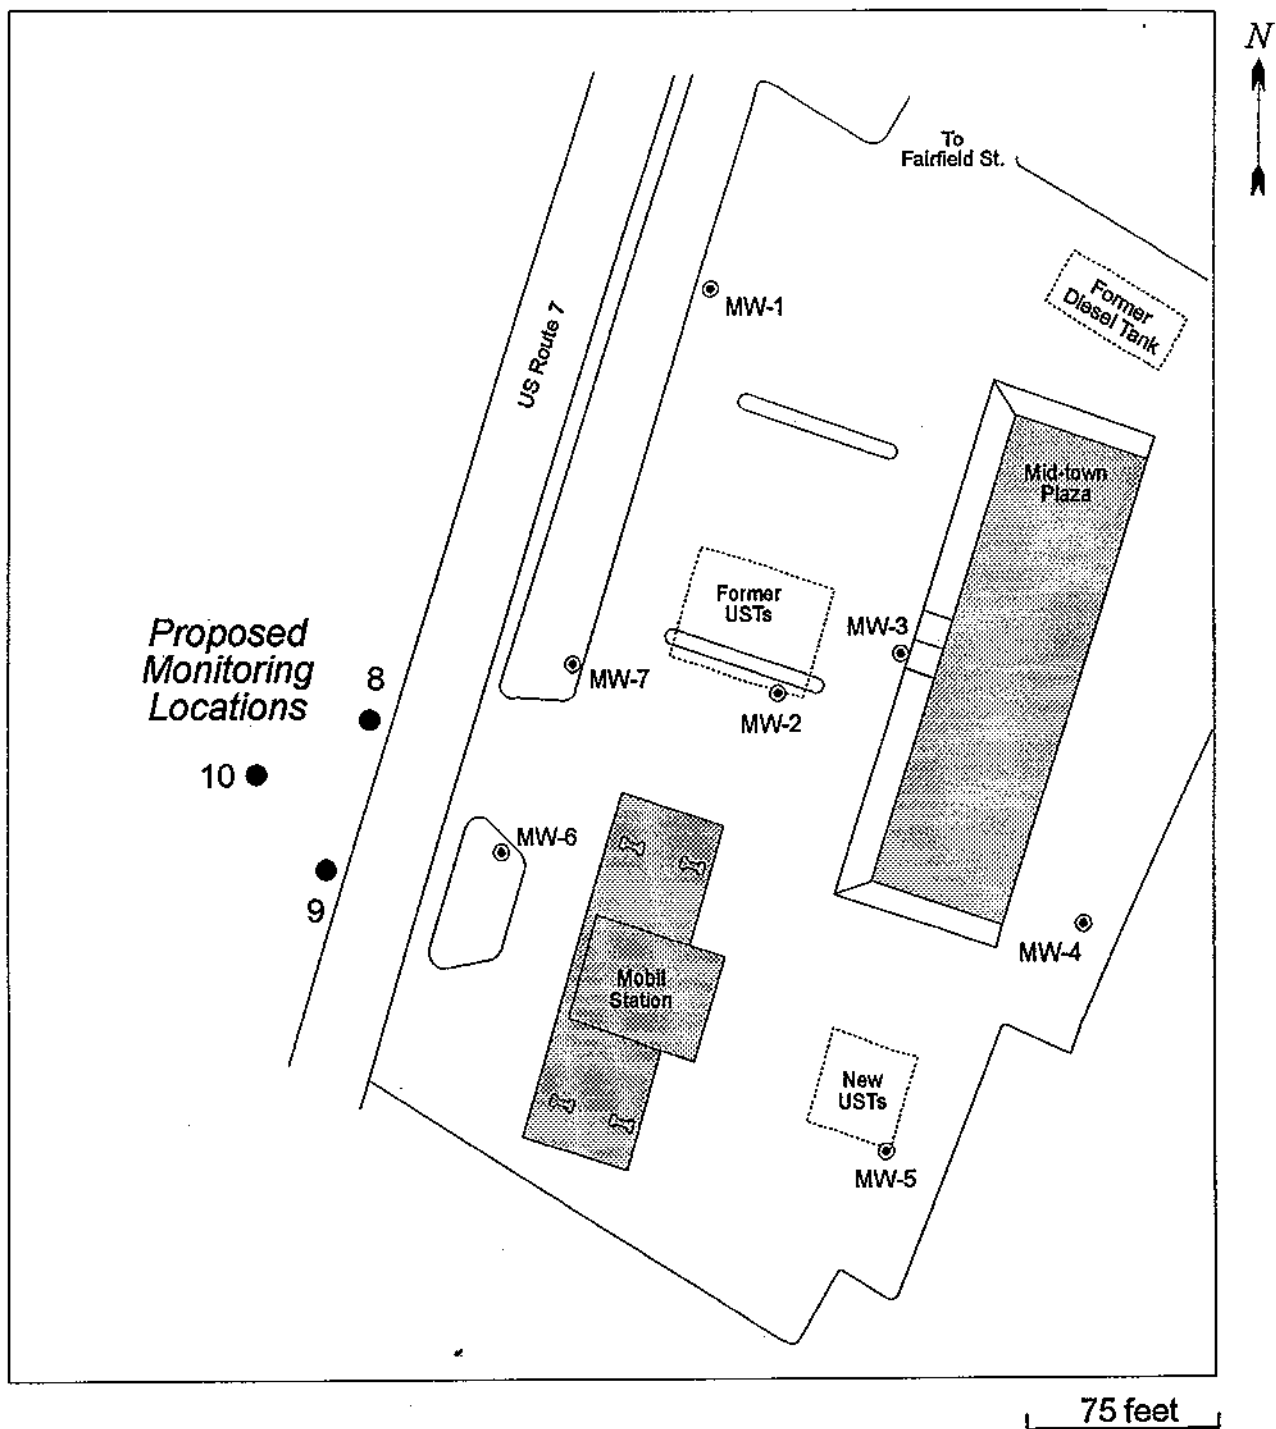 N
To
Fairfield St.
Former
Diesel Tank
MW-1
US Route 7
Mid-town
Plaza
Former
USTs
MW-3
Proposed
Monitoring
Locations
8
MW-7
MW-2
10
MW-6
9
MW-4
Mobil
Station
New
USTs
MW-5
75 feet